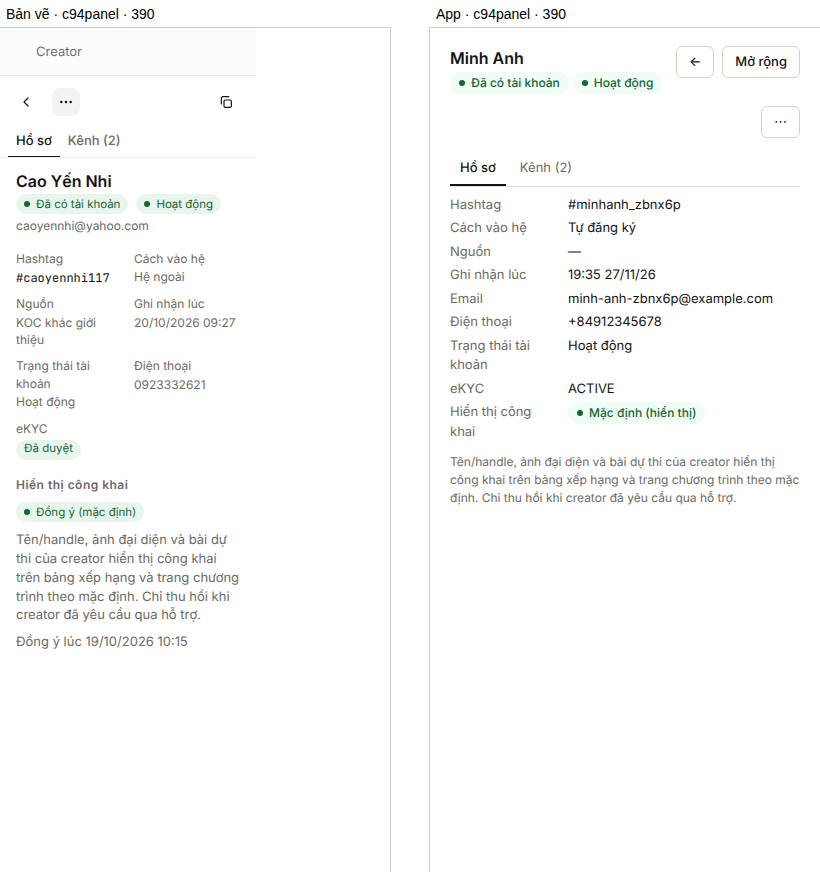 Bản vẽ · c94panel · 390
Creator
Hồ sơ Kênh (2)
Cao Yến Nhi
Đã có tài khoản Hoạt động
caoyennhi@yahoo.com
Hashtag Cách vào hệ
#caoyennhi117 Hệ ngoài
Nguồn Ghi nhận lúc
KOC khác giới 20/10/2026 09:27
thiệu
Trạng thái tài Điện thoại
khoản 0923332621
Hoạt động
eKYC
Đã duyệt
Hiển thị công khai
Đồng ý (mặc định)
Tên/handle, ảnh đại diện và bài dự
thi của creator hiển thị công khai
trên bảng xếp hạng và trang chương
trình theo mặc định. Chỉ thu hồi khi
creator đã yêu cầu qua hỗ trợ.
Đồng ý lúc 19/10/2026 10:15
App · c94panel · 390
Minh Anh
← Mở rộng
Đã có tài khoản Hoạt động
...
Hồ sơ Kênh (2)
Hashtag #minhanh_zbnx6p
Cách vào hệ Tự đăng ký
Nguồn —
Ghi nhận lúc 19:35 27/11/26
Email minh-anh-zbnx6p@example.com
Điện thoại +84912345678
Trạng thái tài Hoạt động
khoản
eKYC ACTIVE
Hiển thị công Mặc định (hiển thị)
khai
Tên/handle, ảnh đại diện và bài dự thi của creator hiển thị
công khai trên bảng xếp hạng và trang chương trình theo mặc
định. Chỉ thu hồi khi creator đã yêu cầu qua hỗ trợ.